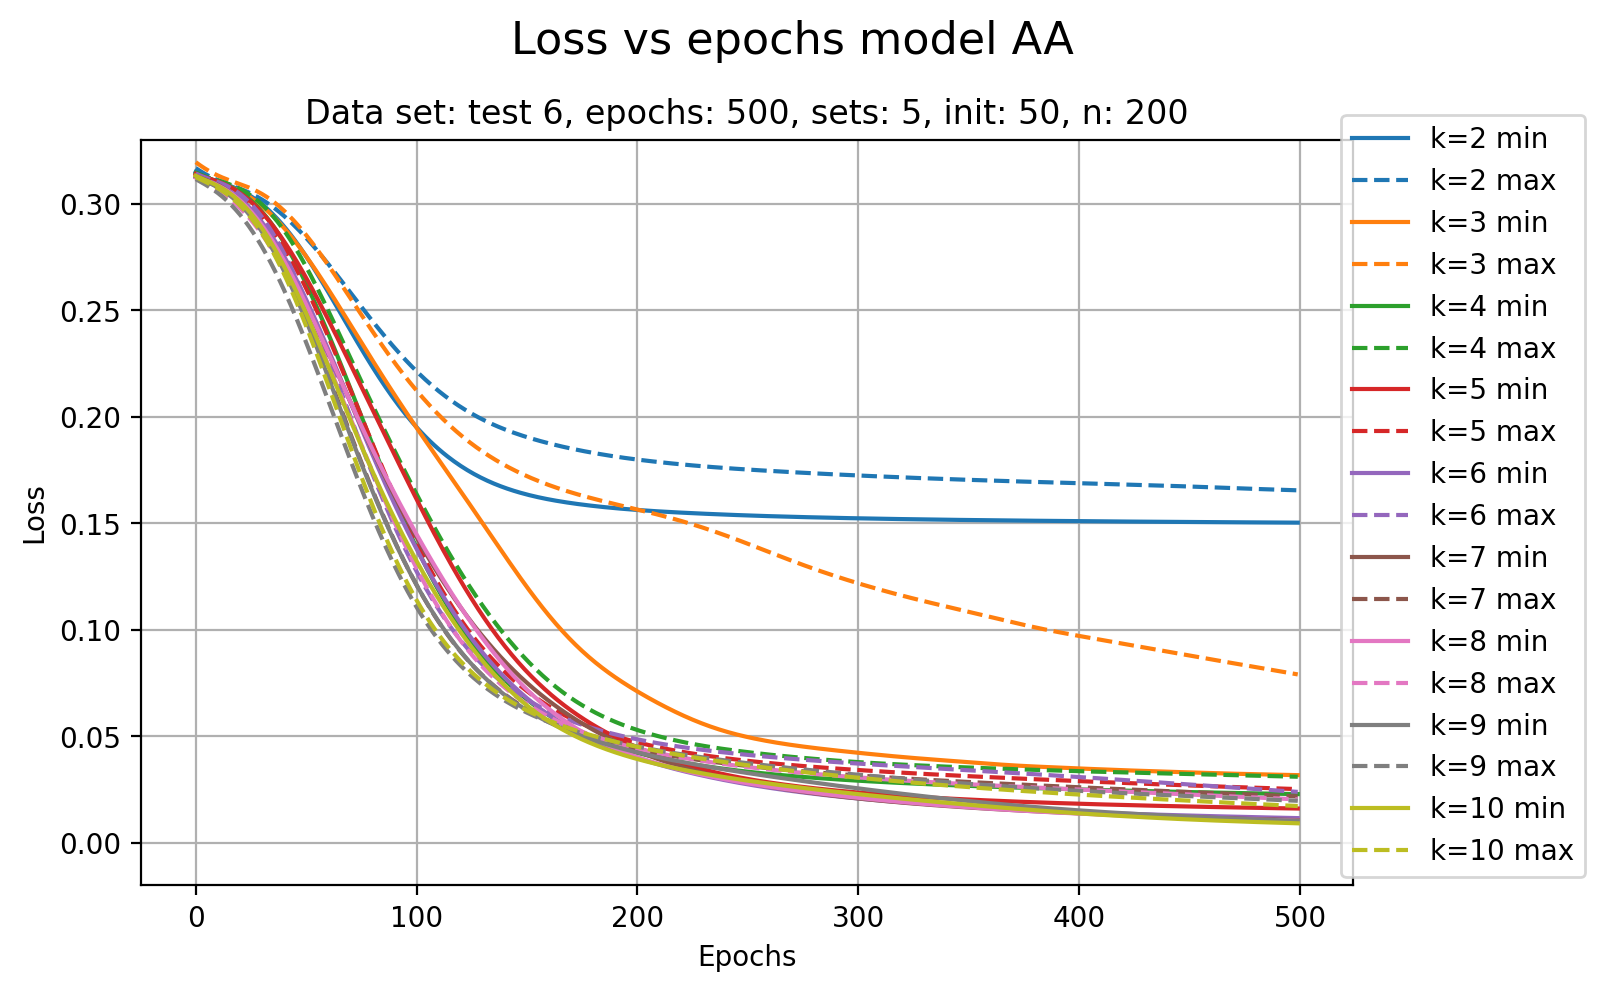 Loss vs epochs model AA
Data set: test 6, epochs: 500, sets: 5, init: 50, n: 200
k=2 min
k=2 max
k=3 min
k=3 max
k=4 min
k=4 max
k=5 min
k=5 max
k=6 min
k=6 max
k=7 min
k=7 max
k=8 min
k=8 max
k=9 min
k=9 max
k=10 min
k=10 max
Loss
0.30
0.25
0.20
0.15
0.10
0.05
0.00
0 100 200 300 400 500
Epochs